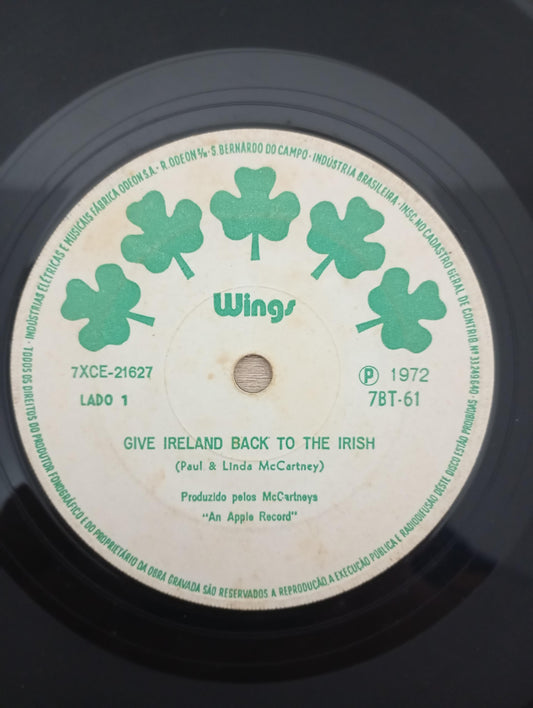 TODOS OS DIREITOS DO PRODUTOR FONOGRÁFICO E DO PROPRIETÁRIO DA OBRA GRAVADA SÃO RESERVADOS A REPRODUÇÃO, A EXECUÇÃO PÚBLICA E RADIODIFUSÃO DESTE DISCO ESTÃO PROIBIDAS · INDÚSTRIAS ELÉTRICAS E MUSICAIS FÁBRICA ODEÓN S.A. · R. ODEON S/N · S. BERNARDO DO CAMPO · INDÚSTRIA BRASILEIRA · INSC. NO CADASTRO GERAL DE CONTRIB. Nº 33249640 ·
Wings
7XCE-21627 Ⓟ 1972
LADO 1 7BT-61
GIVE IRELAND BACK TO THE IRISH
(Paul & Linda McCartney)
Produzido pelos McCartneys
"An Apple Record"